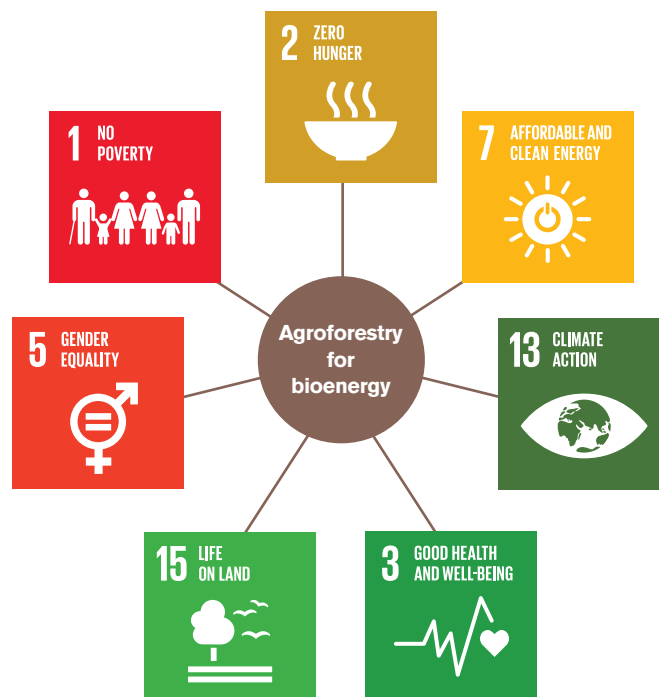 2 ZERO
HUNGER
1 NO
POVERTY
7 AFFORDABLE AND
CLEAN ENERGY
Agroforestry
for
bioenergy
5 GENDER
EQUALITY
13 CLIMATE
ACTION
15 LIFE
ON LAND
3 GOOD HEALTH
AND WELL-BEING